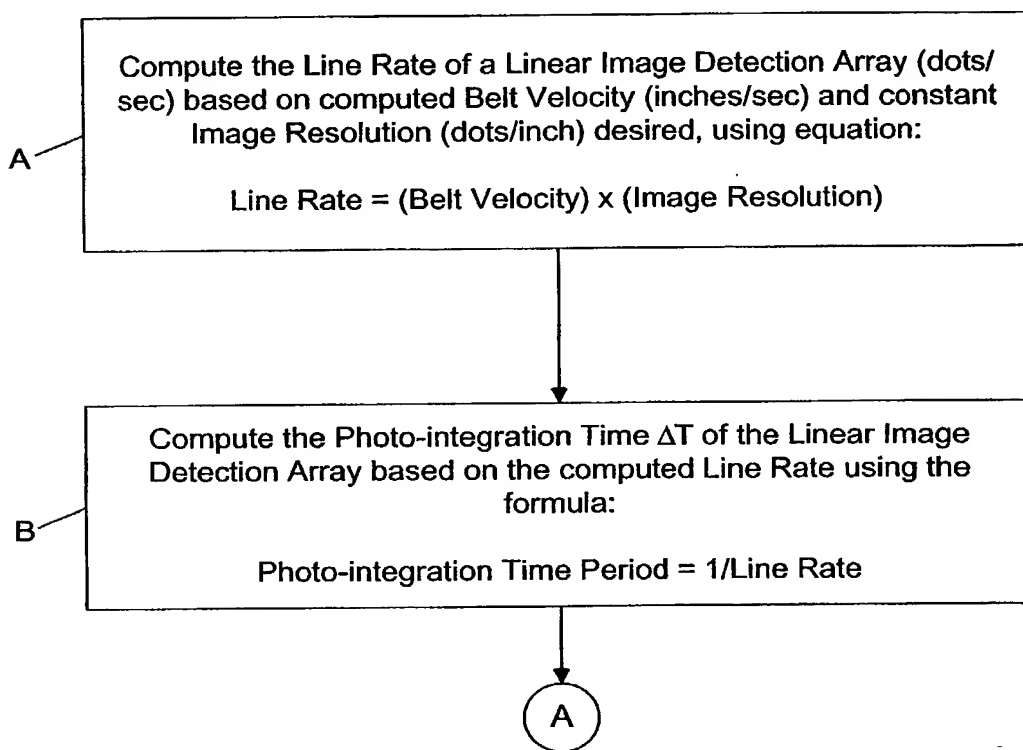 Compute the Line Rate of a Linear Image Detection Array (dots/
sec) based on computed Belt Velocity (inches/sec) and constant
Image Resolution (dots/inch) desired, using equation:
A
Line Rate = (Belt Velocity) x (Image Resolution)
Compute the Photo-integration Time ΔT of the Linear Image
Detection Array based on the computed Line Rate using the
formula:
B
Photo-integration Time Period = 1/Line Rate
A